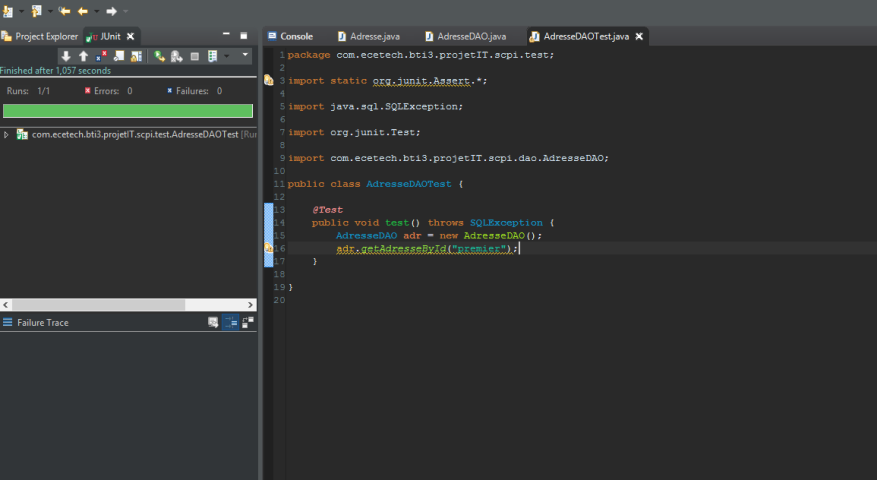 Project Explorer JUnit
Finished after 1,057 seconds
Runs: 1/1 Errors: 0 Failures: 0
com.ecetech.bti3.projetIT.scpi.test.AdresseDAOTest [Rur
Failure Trace
Console Adresse.java AdresseDAO.java AdresseDAOTest.java
1 package com.ecetech.bti3.projetIT.scpi.test;
2
3 import static org.junit.Assert.*;
4
5 import java.sql.SQLException;
6
7 import org.junit.Test;
8
9 import com.ecetech.bti3.projetIT.scpi.dao.AdresseDAO;
10
11 public class AdresseDAOTest {
12
13 @Test
14 public void test() throws SQLException {
15 AdresseDAO adr = new AdresseDAO();
16 adr.getAdresseById("premier");
17 }
18
19 }
20